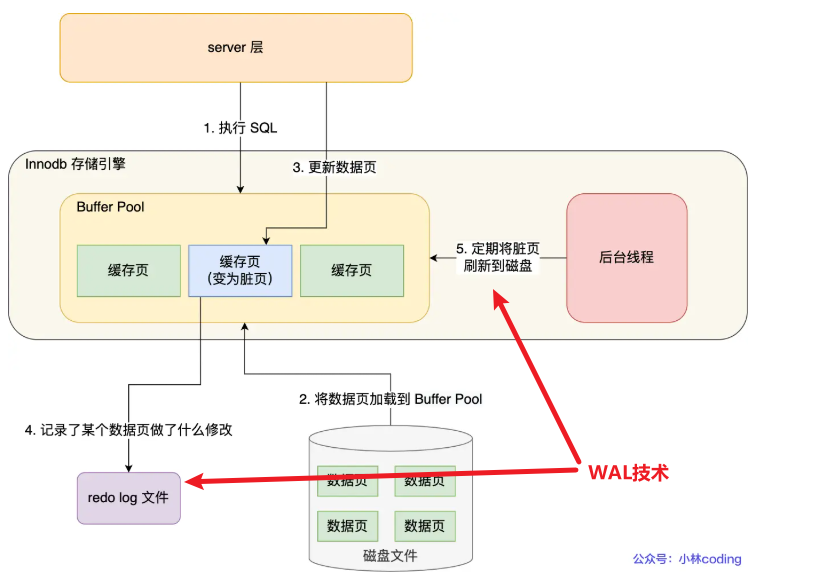 server 层
1. 执行 SQL
Innodb 存储引擎
3. 更新数据页
Buffer Pool
缓存页
缓存页
(变为脏页)
缓存页
5. 定期将脏页
刷新到磁盘
后台线程
2. 将数据页加载到 Buffer Pool
4. 记录了某个数据页做了什么修改
WAL技术
redo log 文件
数据页
数据页
数据页
数据页
磁盘文件
公众号：小林coding